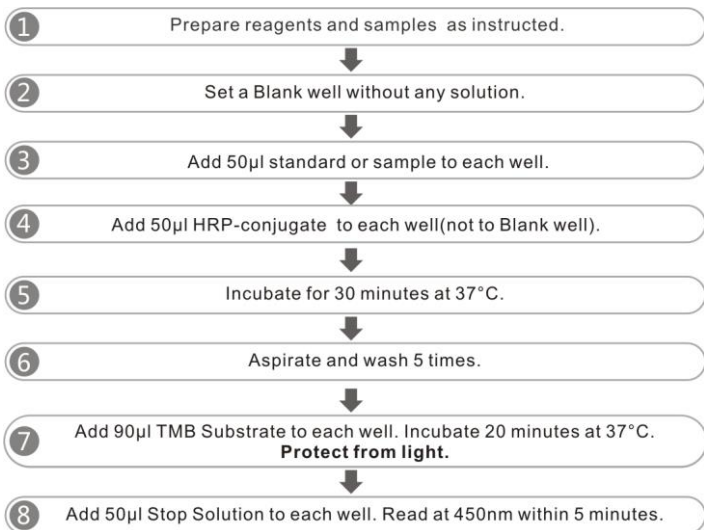 1 Prepare reagents and samples as instructed.
2 Set a Blank well without any solution.
3 Add 50μl standard or sample to each well.
4 Add 50μl HRP-conjugate to each well(not to Blank well).
5 Incubate for 30 minutes at 37°C.
6 Aspirate and wash 5 times.
7 Add 90μl TMB Substrate to each well. Incubate 20 minutes at 37°C.
Protect from light.
8 Add 50μl Stop Solution to each well. Read at 450nm within 5 minutes.